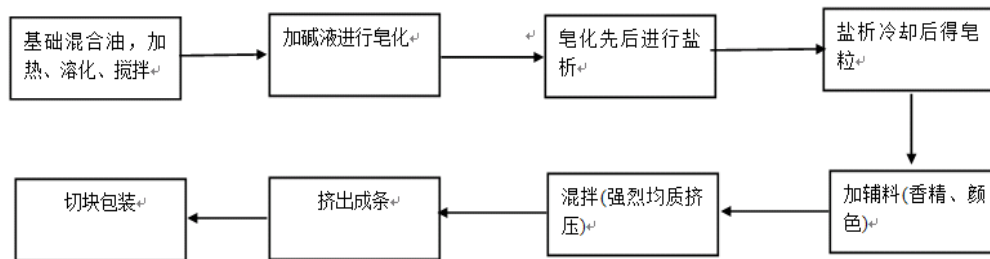 基础混合油，加
热、溶化、搅拌↵
加碱液进行皂化↵
↵
皂化先后进行盐
析↵
盐析冷却后得皂
粒↵
加辅料(香精、颜
色)↵
混拌(强烈均质挤
压)↵
挤出成条↵
切块包装↵